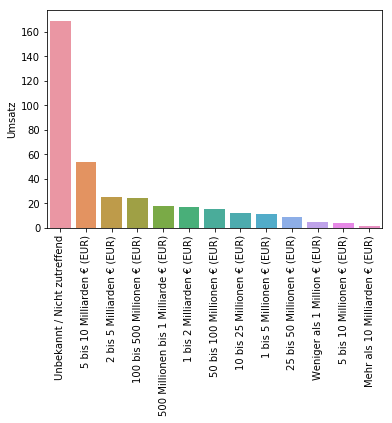 160
140
120
100
80
60
40
20
0
Umsatz
Unbekannt / Nicht zutreffend
5 bis 10 Milliarden € (EUR)
2 bis 5 Milliarden € (EUR)
100 bis 500 Millionen € (EUR)
500 Millionen bis 1 Milliarde € (EUR)
1 bis 2 Milliarden € (EUR)
50 bis 100 Millionen € (EUR)
10 bis 25 Millionen € (EUR)
1 bis 5 Millionen € (EUR)
25 bis 50 Millionen € (EUR)
Weniger als 1 Million € (EUR)
5 bis 10 Millionen € (EUR)
Mehr als 10 Milliarden € (EUR)